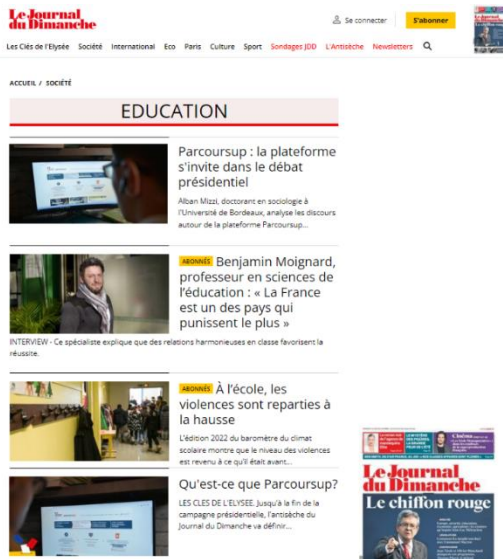 Le Journal
du Dimanche
Se connecter
S'abonner
Les Clés de l'Elysée Société International Eco Paris Culture Sport Sondages JDD L'Antisèche Newsletters
ACCUEIL / SOCIÉTÉ
EDUCATION
Parcoursup : la plateforme
s'invite dans le débat
présidentiel
Alban Mizzi, doctorant en sociologie à
l'Université de Bordeaux, analyse les discours
autour de la plateforme Parcoursup...
ABONNÉS Benjamin Moignard,
professeur en sciences de
l'éducation : « La France
est un des pays qui
punissent le plus »
INTERVIEW - Ce spécialiste explique que des relations harmonieuses en classe favorisent la
réussite.
ABONNÉS À l'école, les
violences sont reparties à
la hausse
L'édition 2022 du baromètre du climat
scolaire montre que le niveau des violences
est revenu à ce qu'il était avant...
Qu'est-ce que Parcoursup?
LES CLES DE L'ELYSEE. Jusqu'à la fin de la
campagne présidentielle, l'antisèche du
Journal du Dimanche va définir...
Cinéma
Le Journal
du Dimanche
Le chiffon rouge